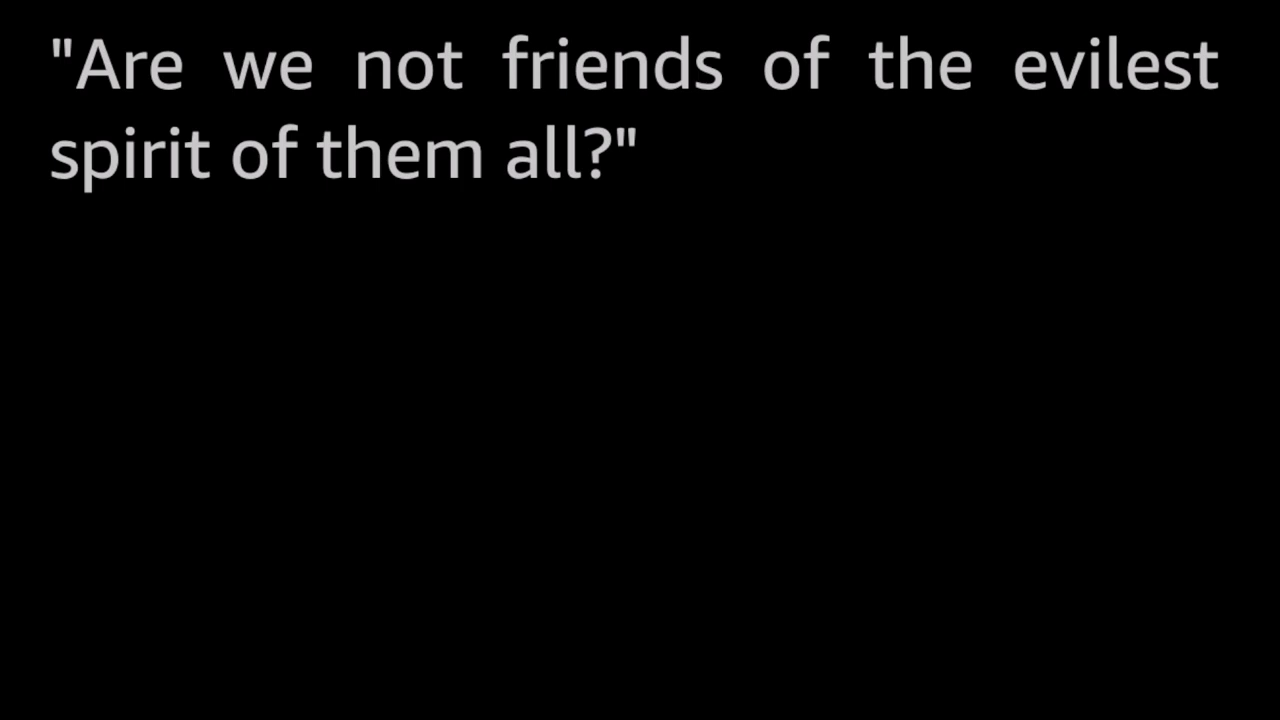 "Are we not friends of the evilest
spirit of them all?"